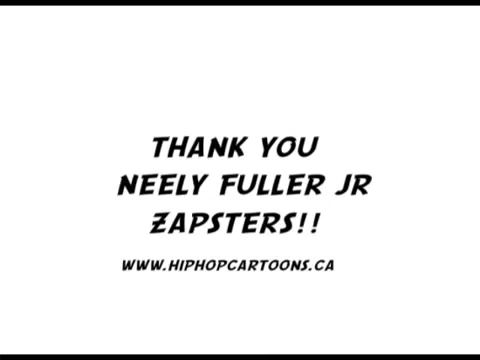 THANK YOU
NEELY FULLER JR
ZAPSTERS!!
WWW.HIPHOPCARTOONS.CA